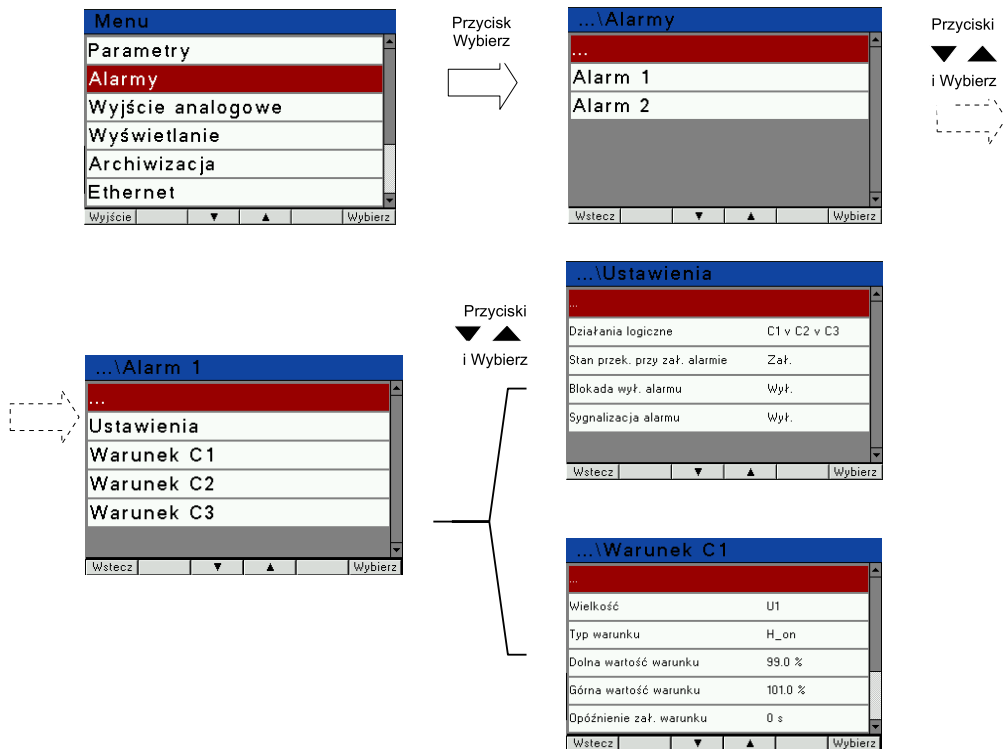 Menu
Parametry
Alarmy
Wyjście analogowe
Wyświetlanie
Archiwizacja
Ethernet
Wyjście ▼ ▲ Wybierz
Przycisk
Wybierz
...\Alarmy
...
Alarm 1
Alarm 2
Wstecz ▼ ▲ Wybierz
Przyciski
▼ ▲
i Wybierz
...\Alarm 1
...
Ustawienia
Warunek C1
Warunek C2
Warunek C3
Wstecz ▼ ▲ Wybierz
Przyciski
▼ ▲
i Wybierz
...\Ustawienia
...
Działania logiczne C1 v C2 v C3
Stan przek. przy zał. alarmie Zał.
Blokada wył. alarmu Wył.
Sygnalizacja alarmu Wył.
Wstecz ▼ ▲ Wybierz
...\Warunek C1
...
Wielkość U1
Typ warunku H_on
Dolna wartość warunku 99.0 %
Górna wartość warunku 101.0 %
Opóźnienie zał. warunku 0 s
Wstecz ▼ ▲ Wybierz